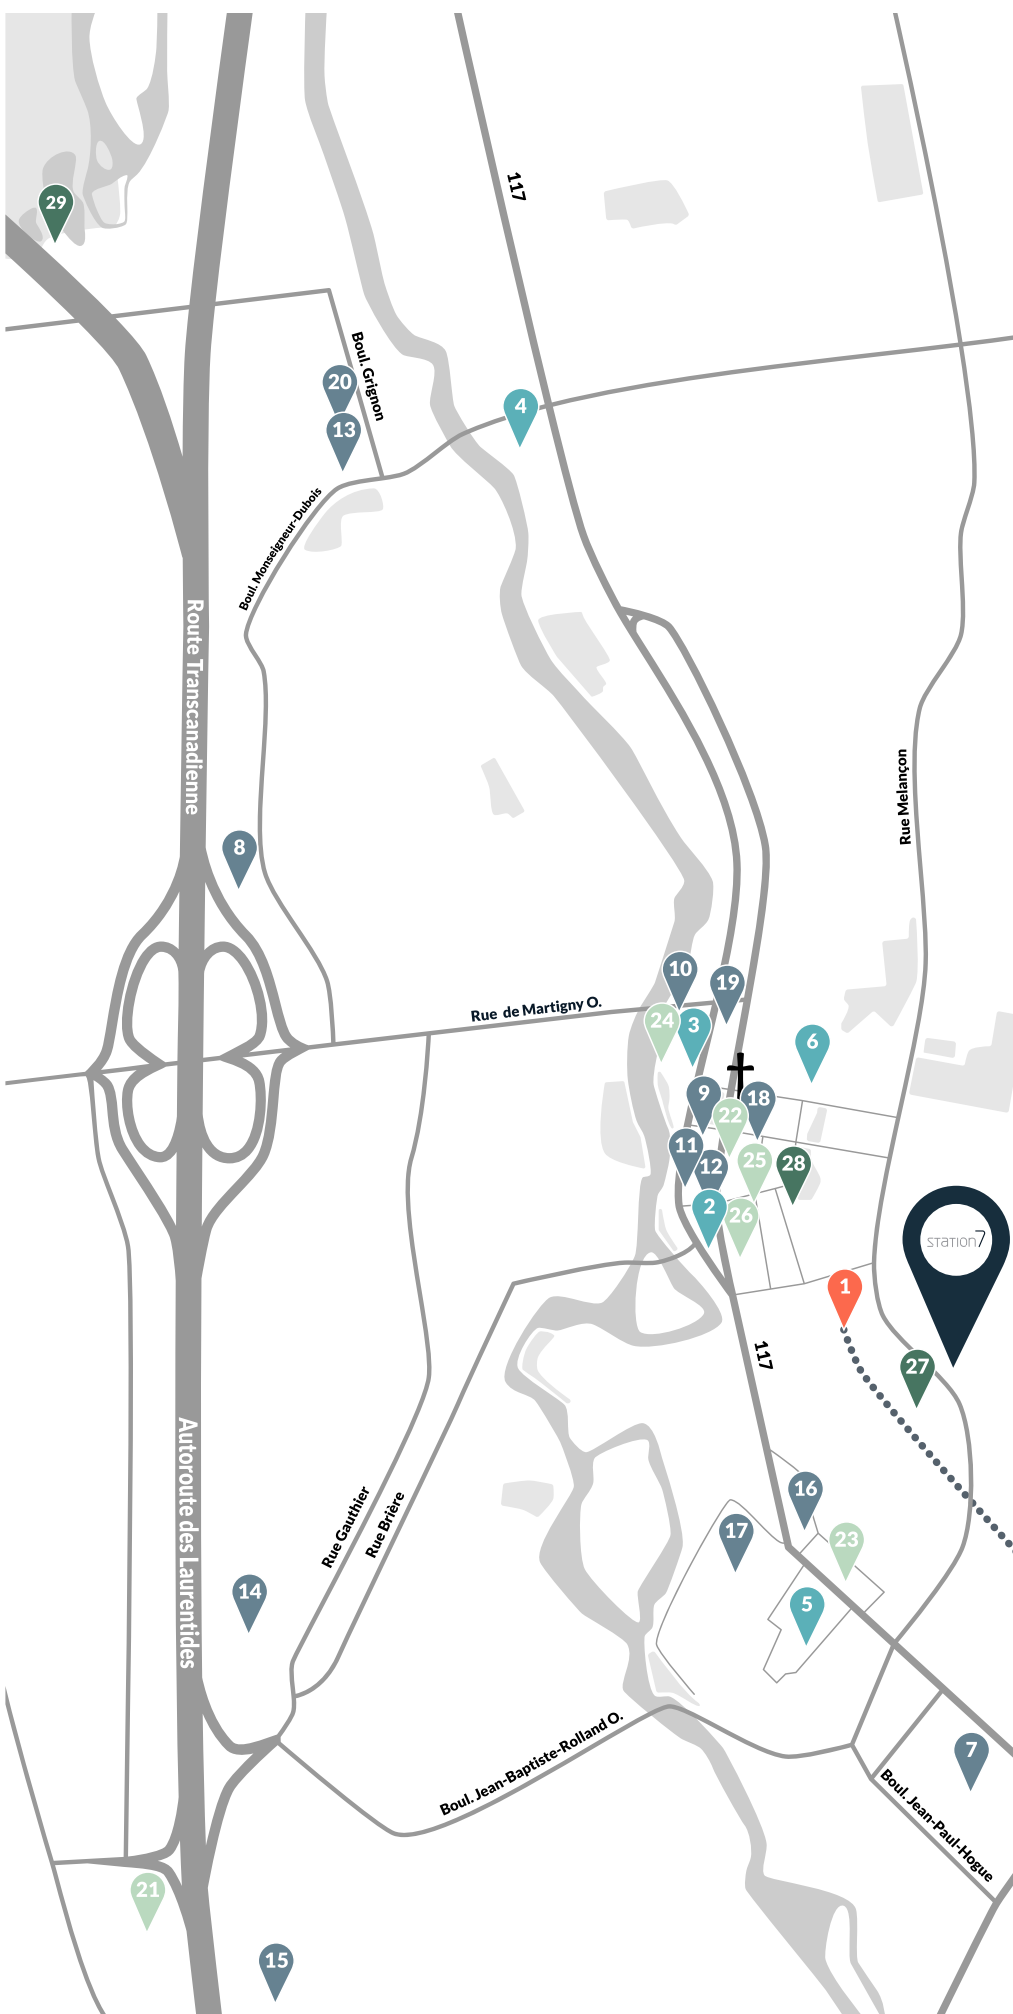 117
29
Boul. Grignon
20
4
13
Boul. Monseigneur-Dubois
Route Transcanadienne
Rue Melançon
8
10
19
Rue de Martigny O.
24
3
6
9
18
22
11
12
25
28
2
26
STATION7
1
117
27
Autoroute des Laurentides
Rue Gauthier
Rue Brière
16
17
23
14
5
Boul. Jean-Baptiste-Rolland O.
7
Boul. Jean-Paul-Hogue
21
15